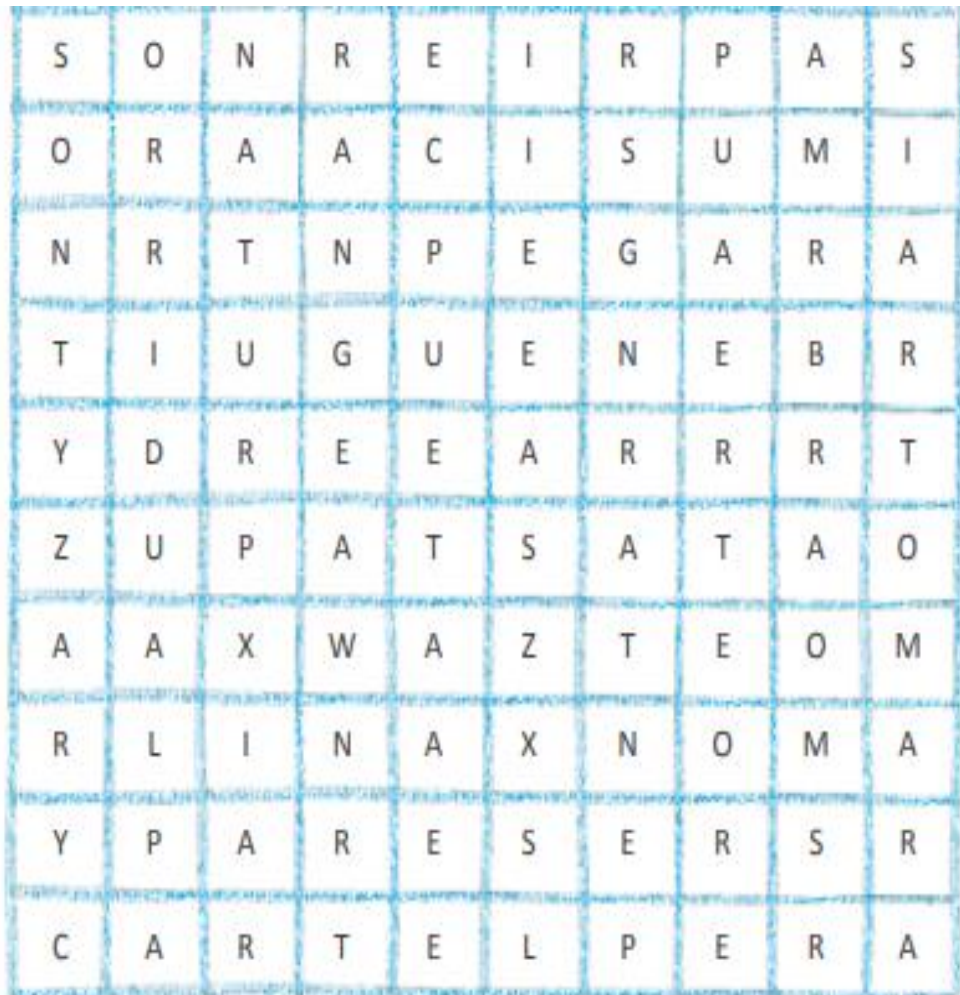 S O N R E I R P A S
O R A A C I S U M I
N R T N P E G A R A
T I U G U E N E B R
Y D R E E A R R R T
Z U P A T S A T A O
A A X W A Z T E O M
R L I N A X N O M A
Y P A R E S E R S R
C A R T E L P E R A